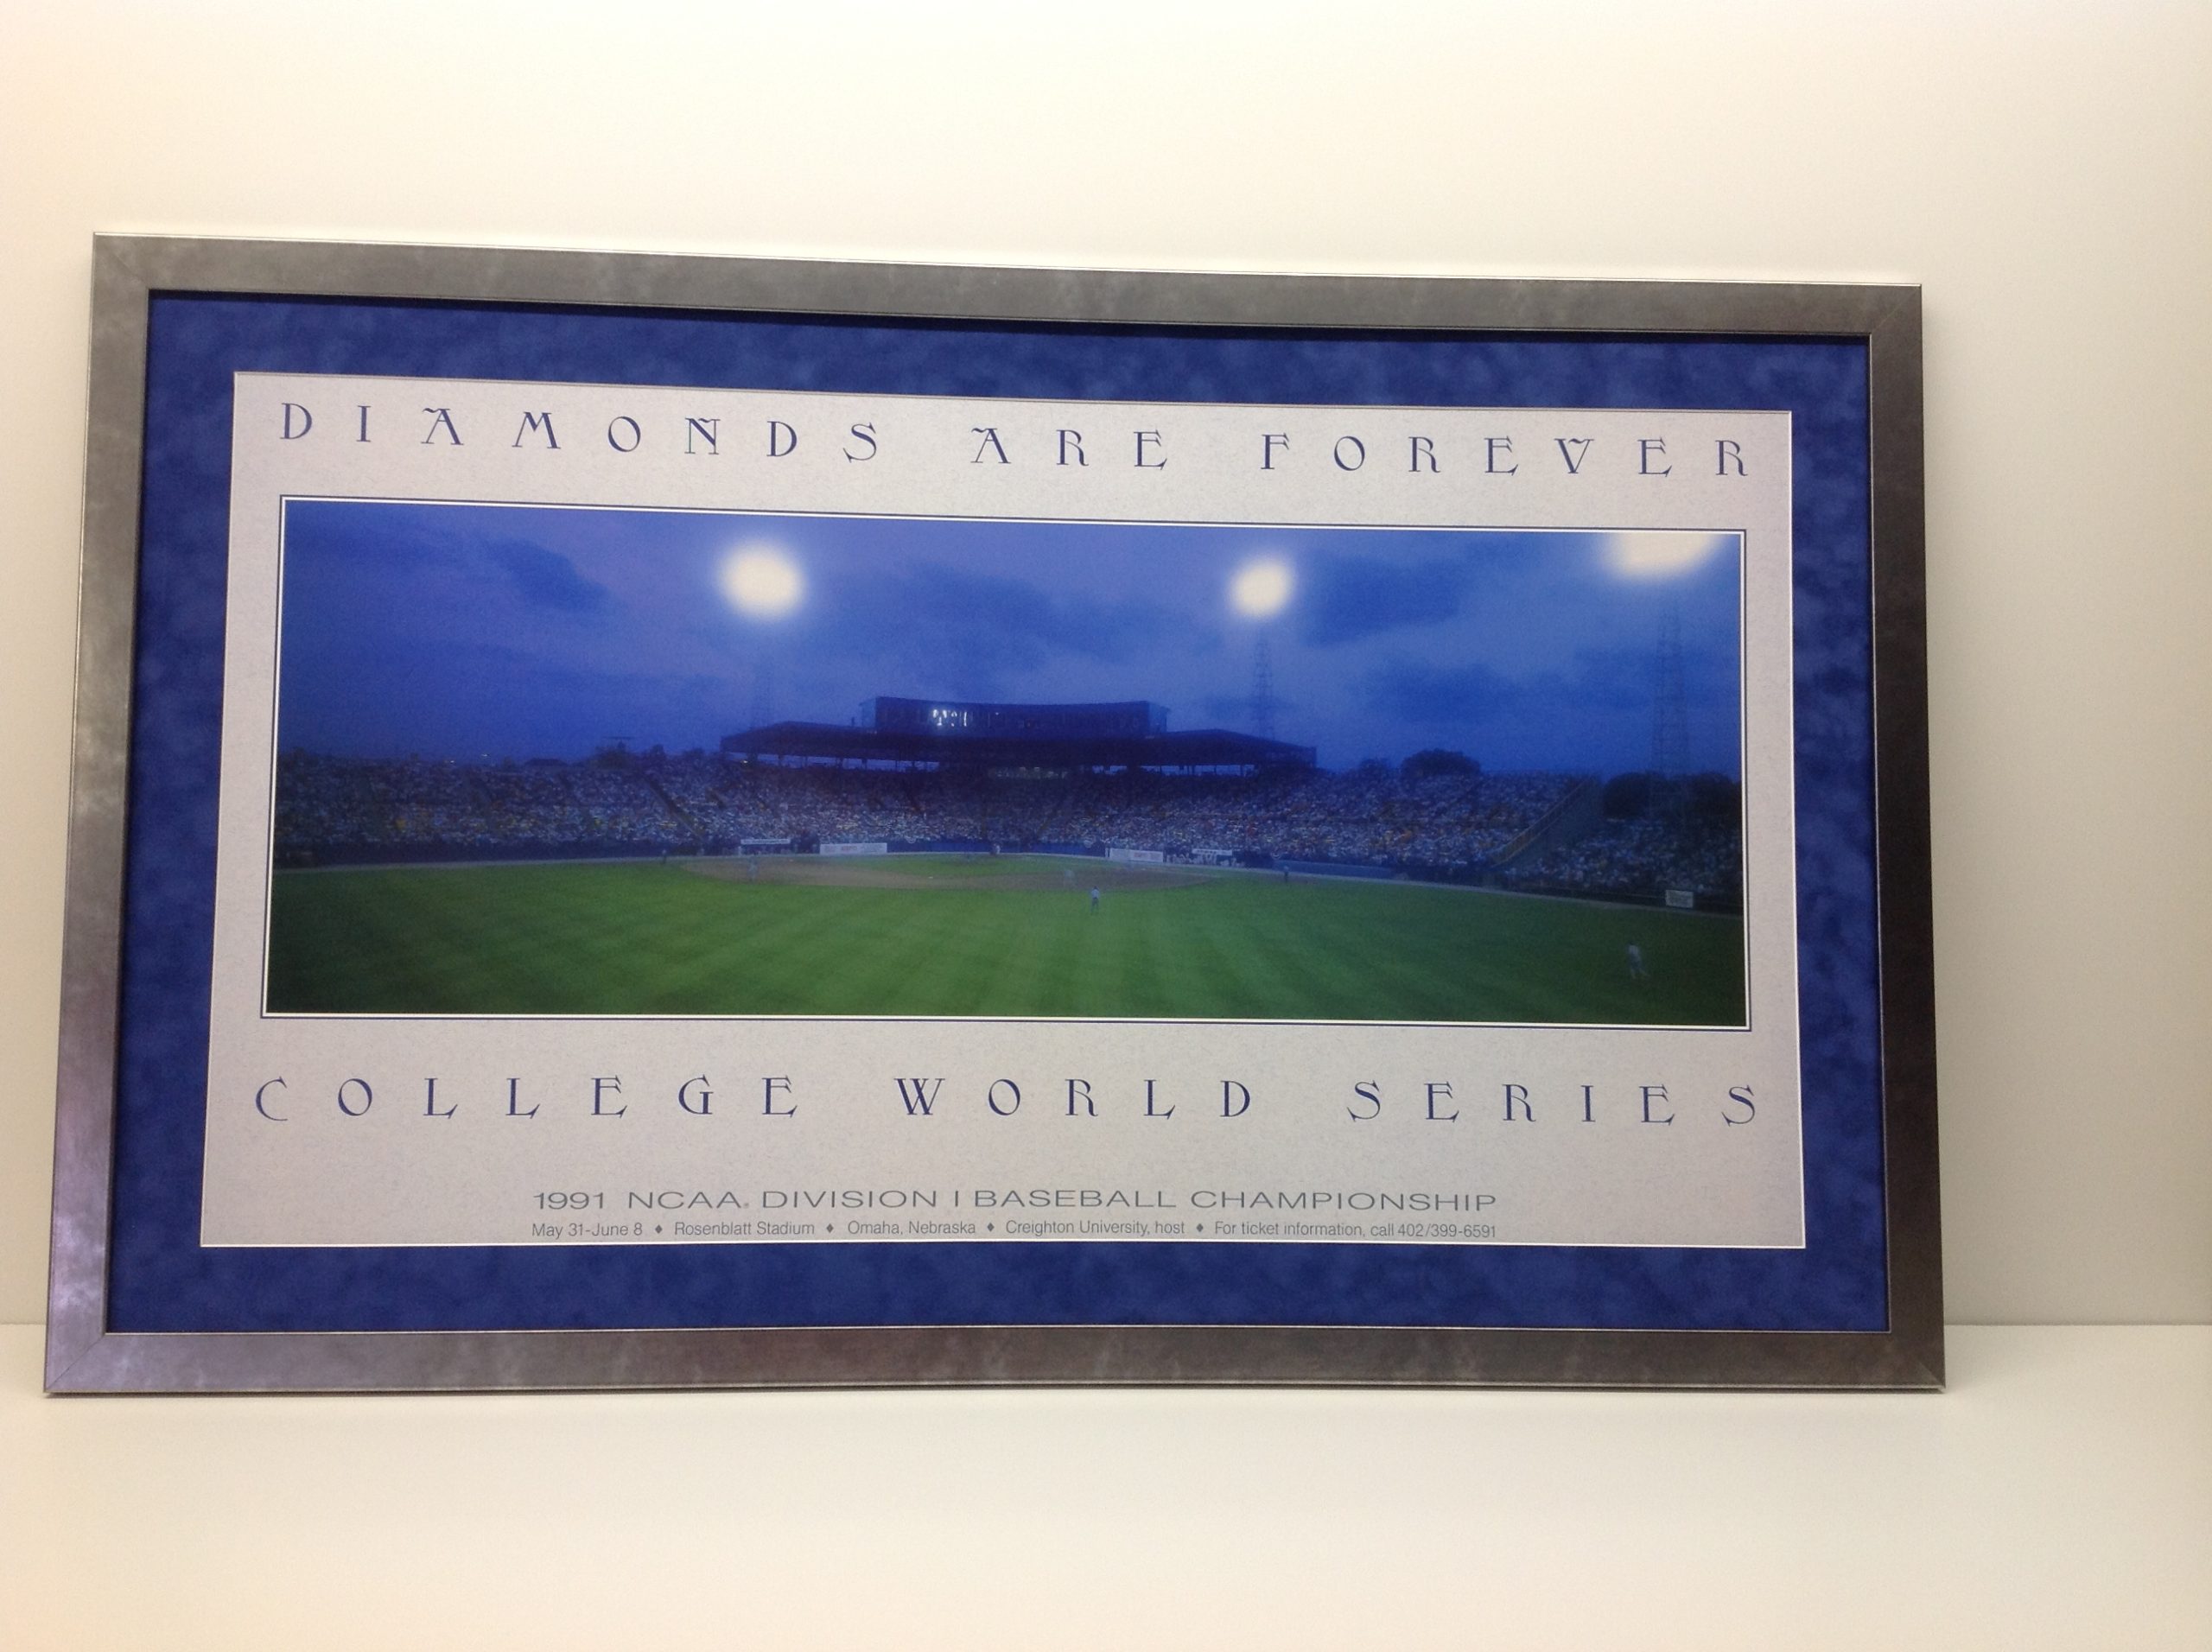 DIAMONDS ARE FOREVER
COLLEGE WORLD SERIES
1991 NCAA® DIVISION I BASEBALL CHAMPIONSHIP
May 31-June 8 ♦ Rosenblatt Stadium ♦ Omaha, Nebraska ♦ Creighton University, host ♦ For ticket information, call 402/399-6591